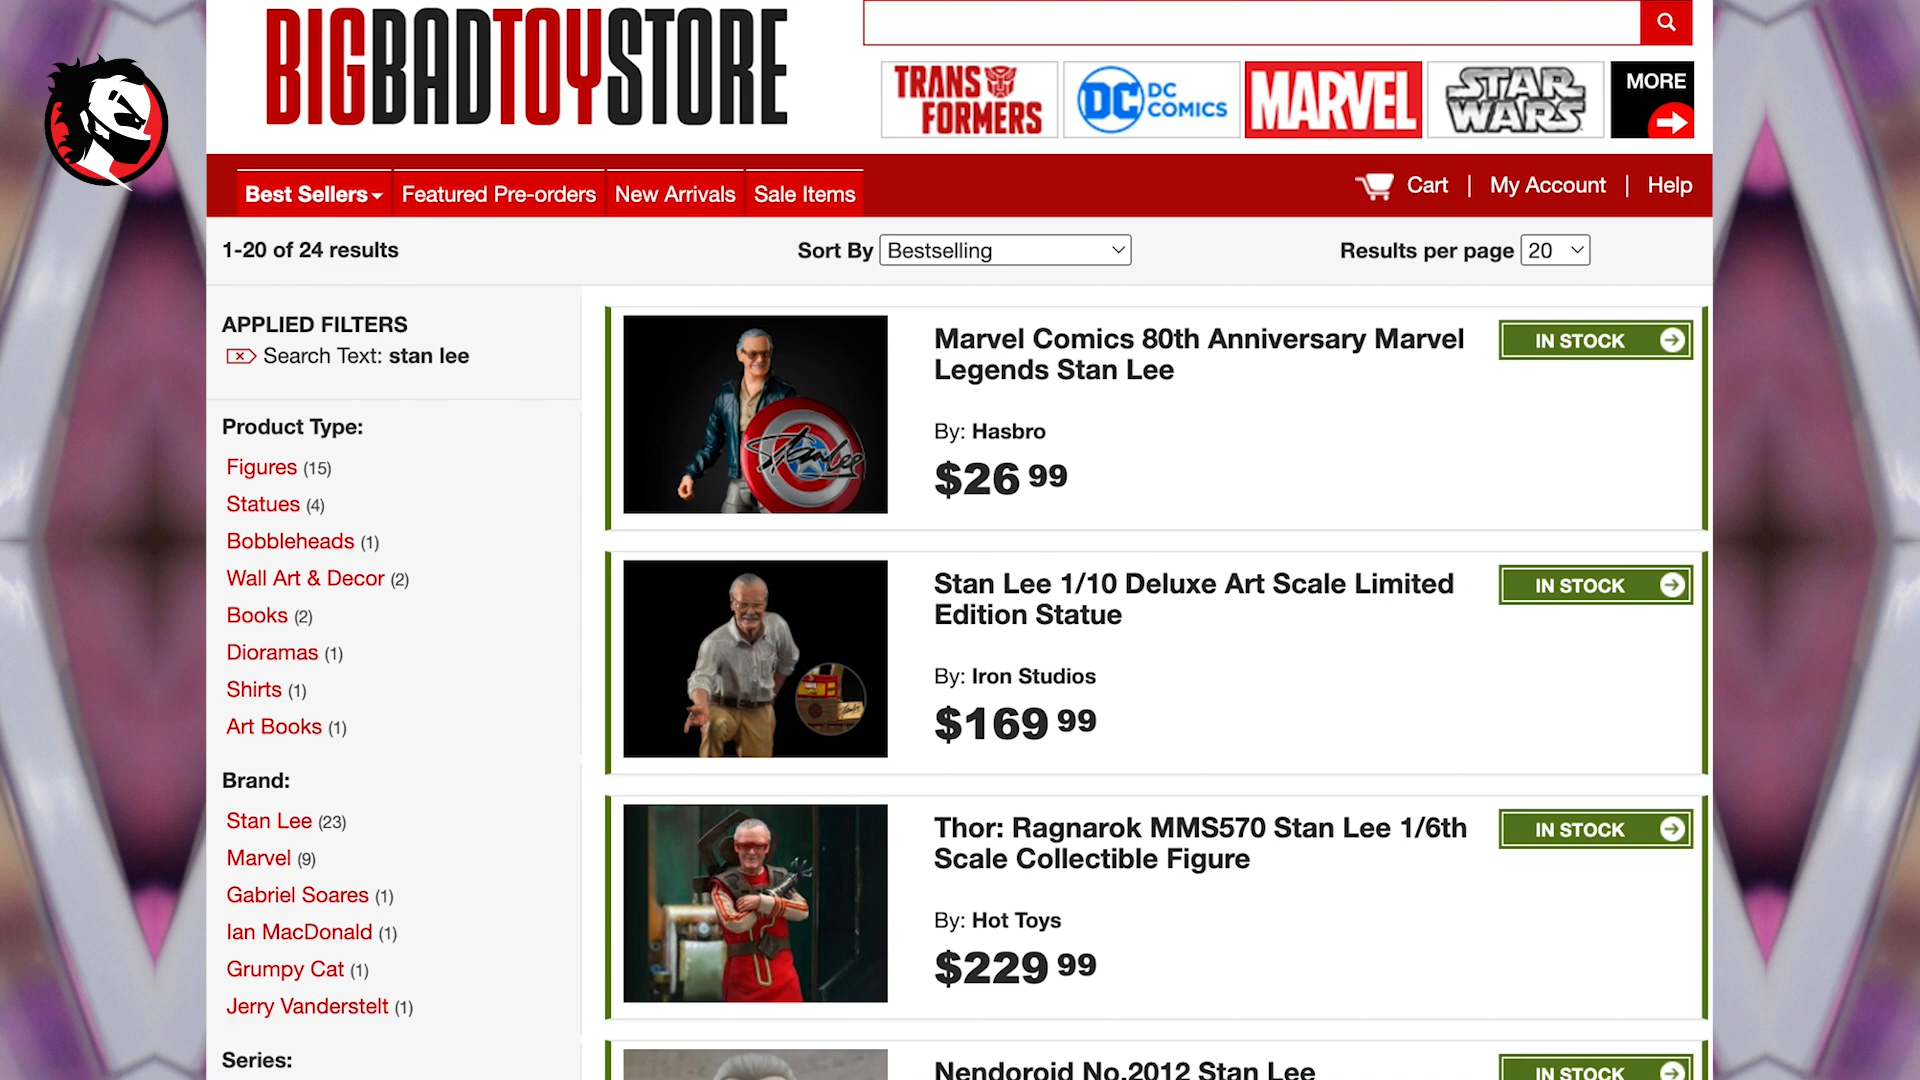 BIGBADTOYSTORE
TRANSFORMERS
DC DC COMICS
MARVEL
STAR WARS
MORE
Best Sellers
Featured Pre-orders
New Arrivals
Sale Items
Cart | My Account | Help
1-20 of 24 results
Sort By Bestselling
Results per page 20
APPLIED FILTERS
Search Text: stan lee
Product Type:
Figures (15)
Statues (4)
Bobbleheads (1)
Wall Art & Decor (2)
Books (2)
Dioramas (1)
Shirts (1)
Art Books (1)
Brand:
Stan Lee (23)
Marvel (9)
Gabriel Soares (1)
Ian MacDonald (1)
Grumpy Cat (1)
Jerry Vanderstelt (1)
Series:
Marvel Comics 80th Anniversary Marvel
Legends Stan Lee
By: Hasbro
$26 99
IN STOCK
Stan Lee
Stan Lee 1/10 Deluxe Art Scale Limited
Edition Statue
By: Iron Studios
$169 99
IN STOCK
Thor: Ragnarok MMS570 Stan Lee 1/6th
Scale Collectible Figure
By: Hot Toys
$229 99
IN STOCK
Nendoroid No.2012 Stan Lee
IN STOCK